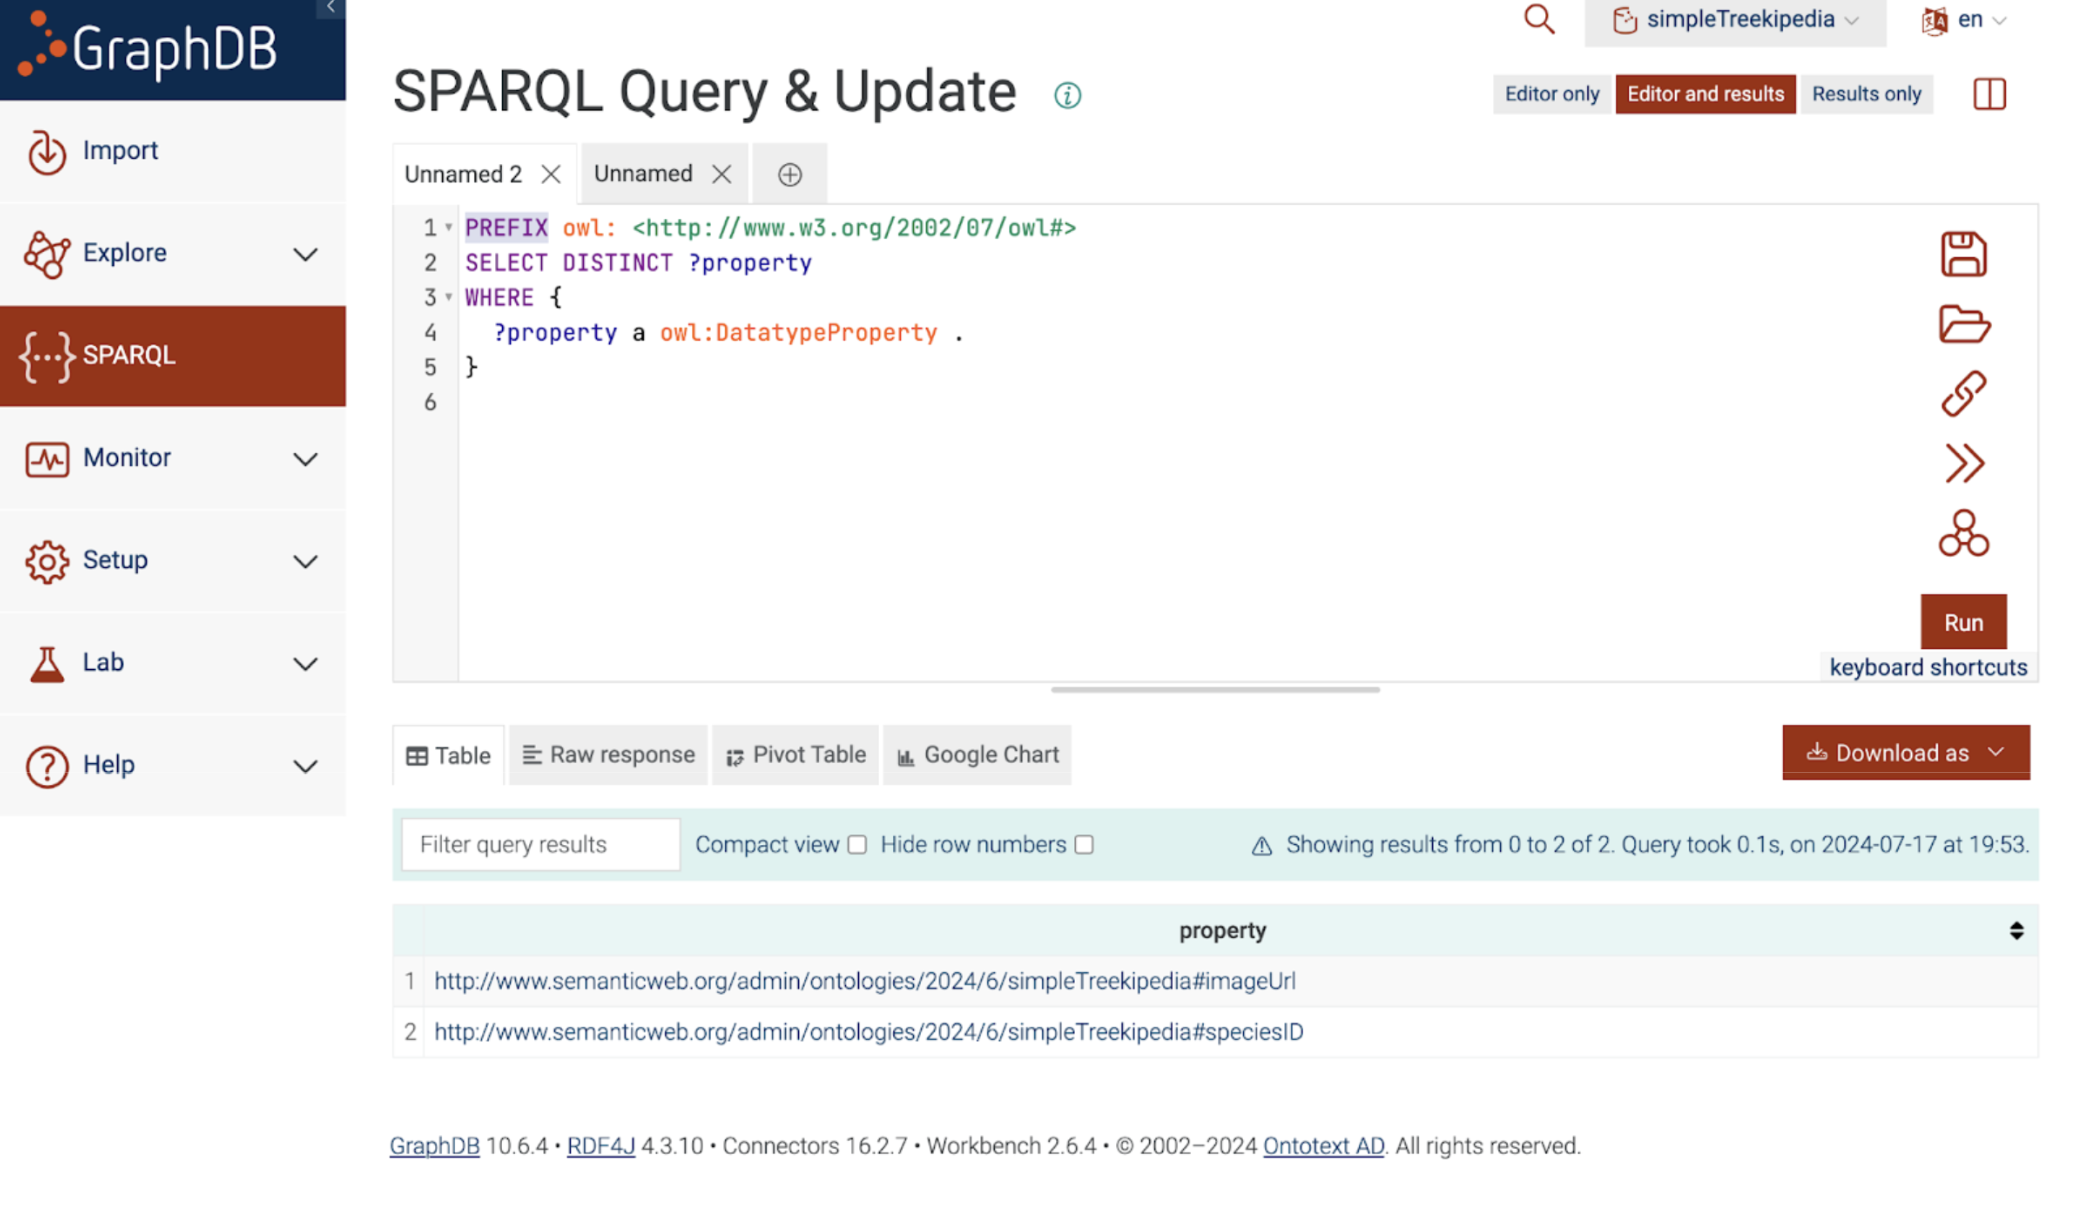 GraphDB
simpleTreekipedia
en
SPARQL Query & Update
Editor only
Editor and results
Results only
Import
Explore
SPARQL
Monitor
Setup
Lab
Help
Unnamed 2
Unnamed
1 PREFIX owl: <http://www.w3.org/2002/07/owl#>
2 SELECT DISTINCT ?property
3 WHERE {
4 ?property a owl:DatatypeProperty .
5 }
6
Run
keyboard shortcuts
Table
Raw response
Pivot Table
Google Chart
Download as
Filter query results
Compact view
Hide row numbers
Showing results from 0 to 2 of 2. Query took 0.1s, on 2024-07-17 at 19:53.
property
1 http://www.semanticweb.org/admin/ontologies/2024/6/simpleTreekipedia#imageUrl
2 http://www.semanticweb.org/admin/ontologies/2024/6/simpleTreekipedia#speciesID
GraphDB 10.6.4 • RDF4J 4.3.10 • Connectors 16.2.7 • Workbench 2.6.4 • © 2002–2024 Ontotext AD. All rights reserved.